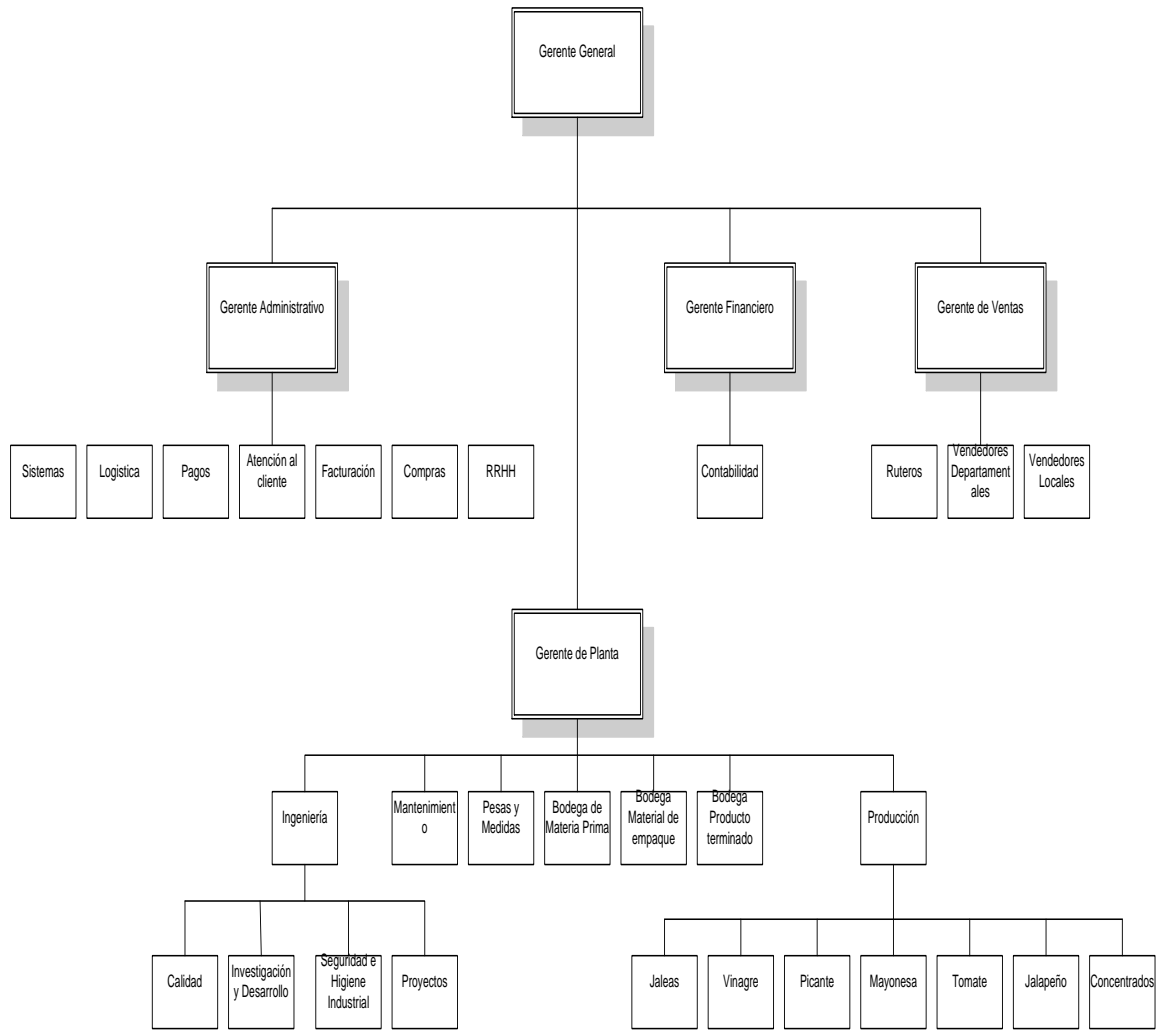 Gerente General
Gerente Administrativo
Gerente Financiero
Gerente de Ventas
Sistemas
Logistica
Pagos
Atención al
cliente
Facturación
Compras
RRHH
Contabilidad
Ruteros
Vendedores
Departament
ales
Vendedores
Locales
Gerente de Planta
Ingeniería
Mantenimient
o
Pesas y
Medidas
Bodega de
Materia Prima
Bodega
Material de
empaque
Bodega
Producto
terminado
Producción
Calidad
Investigación
y Desarrollo
Seguridad e
Higiene
Industrial
Proyectos
Jaleas
Vinagre
Picante
Mayonesa
Tomate
Jalapeño
Concentrados